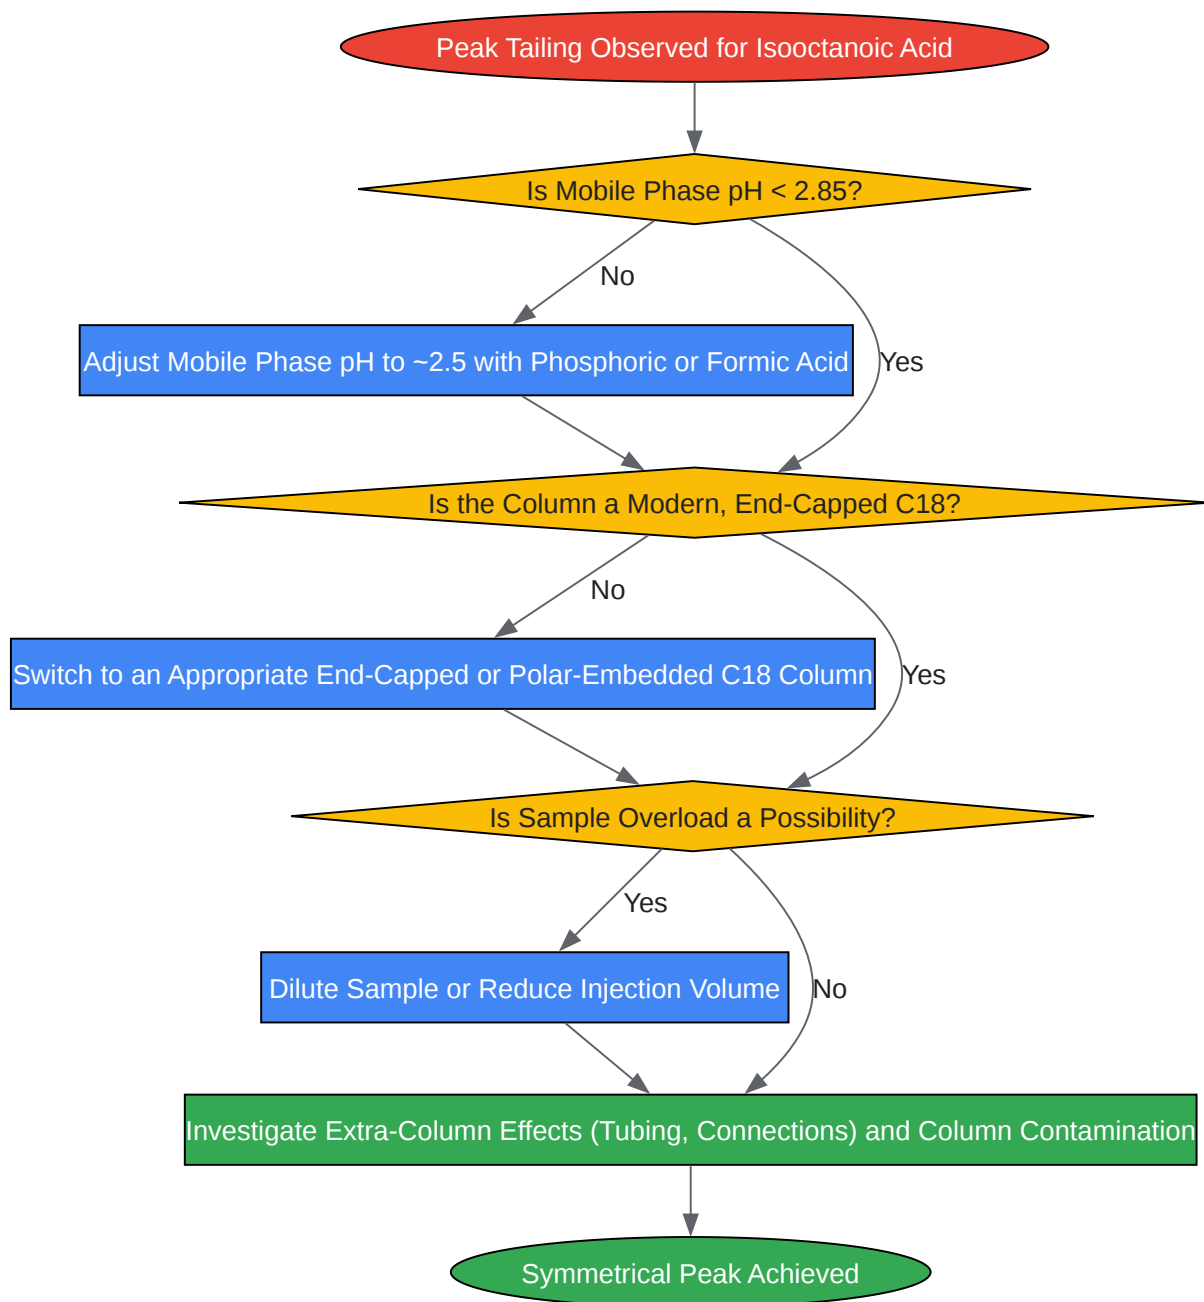 Peak Tailing Observed for Isooctanoic Acid
Is Mobile Phase pH < 2.85?
No
Adjust Mobile Phase pH to ~2.5 with Phosphoric or Formic Acid
Yes
Is the Column a Modern, End-Capped C18?
No
Switch to an Appropriate End-Capped or Polar-Embedded C18 Column
Yes
Is Sample Overload a Possibility?
Yes
Dilute Sample or Reduce Injection Volume
No
Investigate Extra-Column Effects (Tubing, Connections) and Column Contamination
Symmetrical Peak Achieved